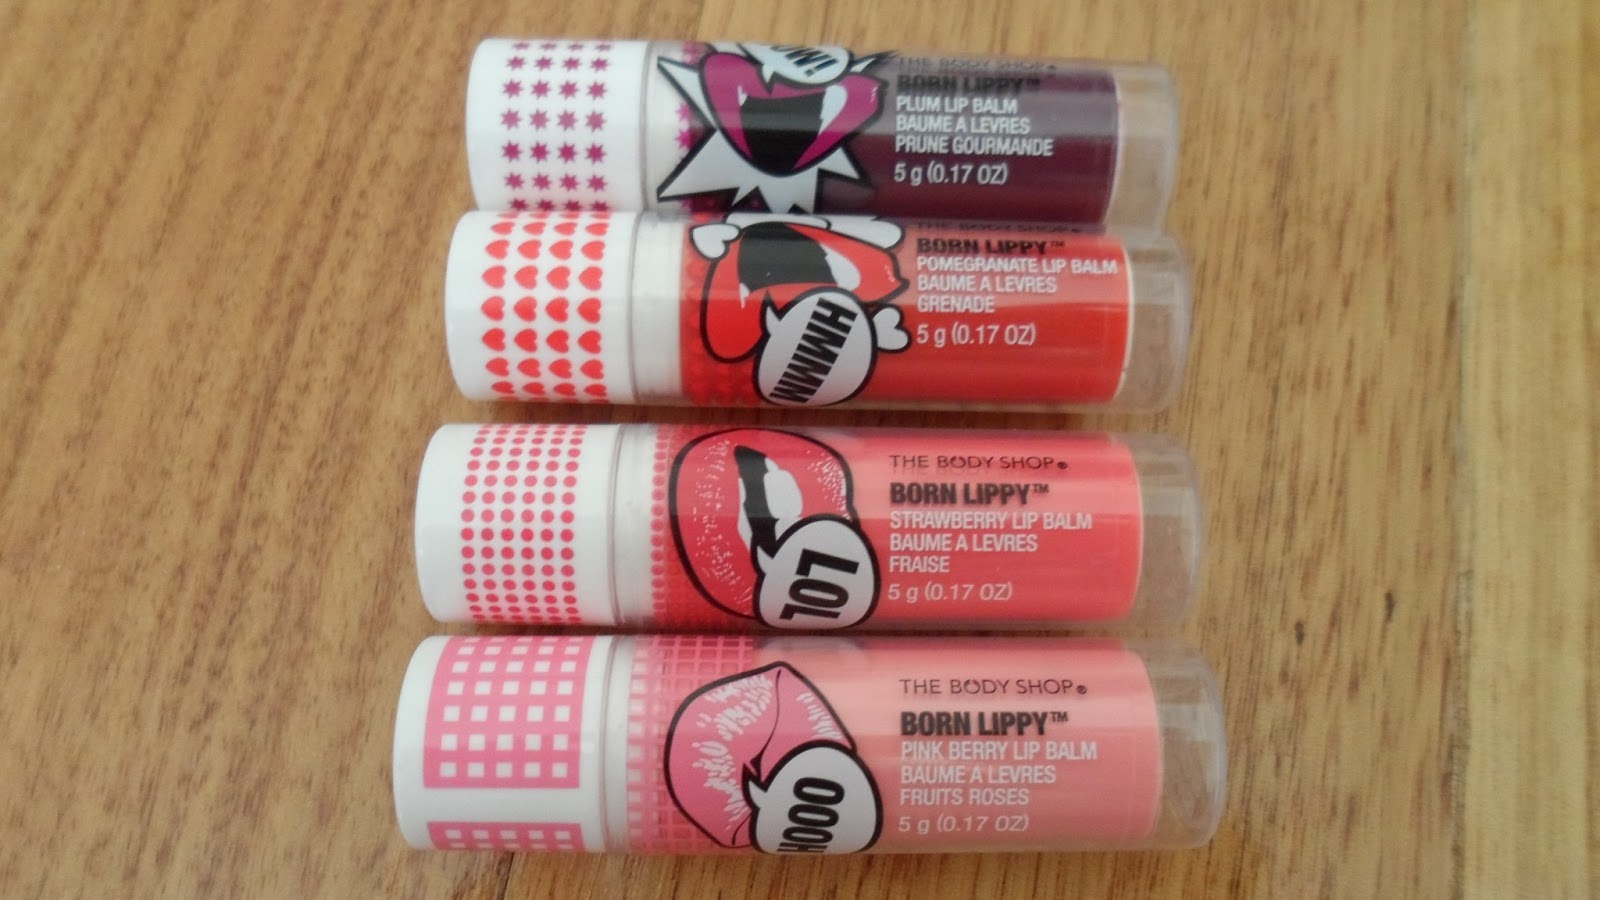 THE BODY SHOP®
BORN LIPPY™
PLUM LIP BALM
BAUME A LEVRES
PRUNE GOURMANDE
5 g (0.17 OZ)
THE BODY SHOP®
BORN LIPPY™
POMEGRANATE LIP BALM
BAUME A LEVRES
GRENADE
5 g (0.17 OZ)
HMMMM
THE BODY SHOP®
BORN LIPPY™
STRAWBERRY LIP BALM
BAUME A LEVRES
FRAISE
5 g (0.17 OZ)
LOL
THE BODY SHOP®
BORN LIPPY™
PINK BERRY LIP BALM
BAUME A LEVRES
FRUITS ROSES
5 g (0.17 OZ)
HOOO